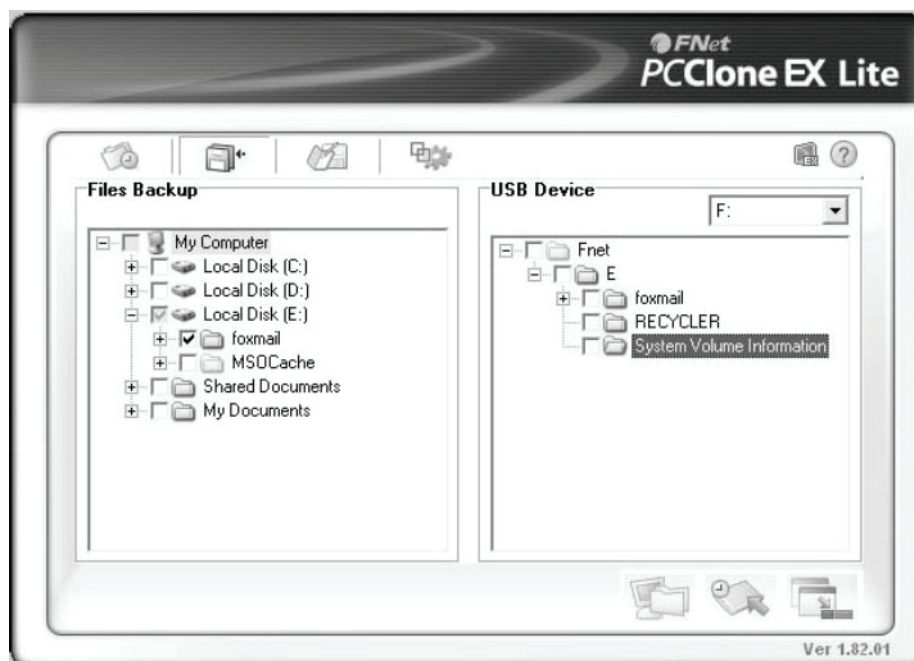 FNet
PCClone EX Lite
EX
?
Files Backup
My Computer
Local Disk (C:)
Local Disk (D:)
Local Disk (E:)
foxmail
MSOCache
Shared Documents
My Documents
USB Device
F:
Fnet
E
foxmail
RECYCLER
System Volume Information
Ver 1.82.01